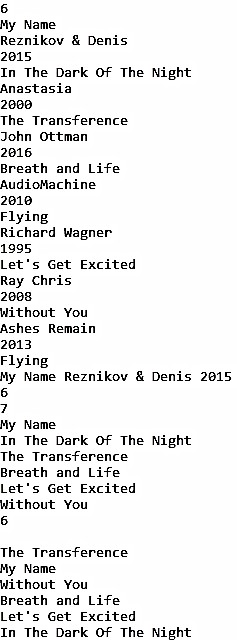 6
My Name
Reznikov & Denis
2015
In The Dark Of The Night
Anastasia
2000
The Transference
John Ottman
2016
Breath and Life
AudioMachine
2010
Flying
Richard Wagner
1995
Let's Get Excited
Ray Chris
2008
Without You
Ashes Remain
2013
Flying
My Name Reznikov & Denis 2015
6
7
My Name
In The Dark Of The Night
The Transference
Breath and Life
Let's Get Excited
Without You
6
The Transference
My Name
Without You
Breath and Life
Let's Get Excited
In The Dark Of The Night